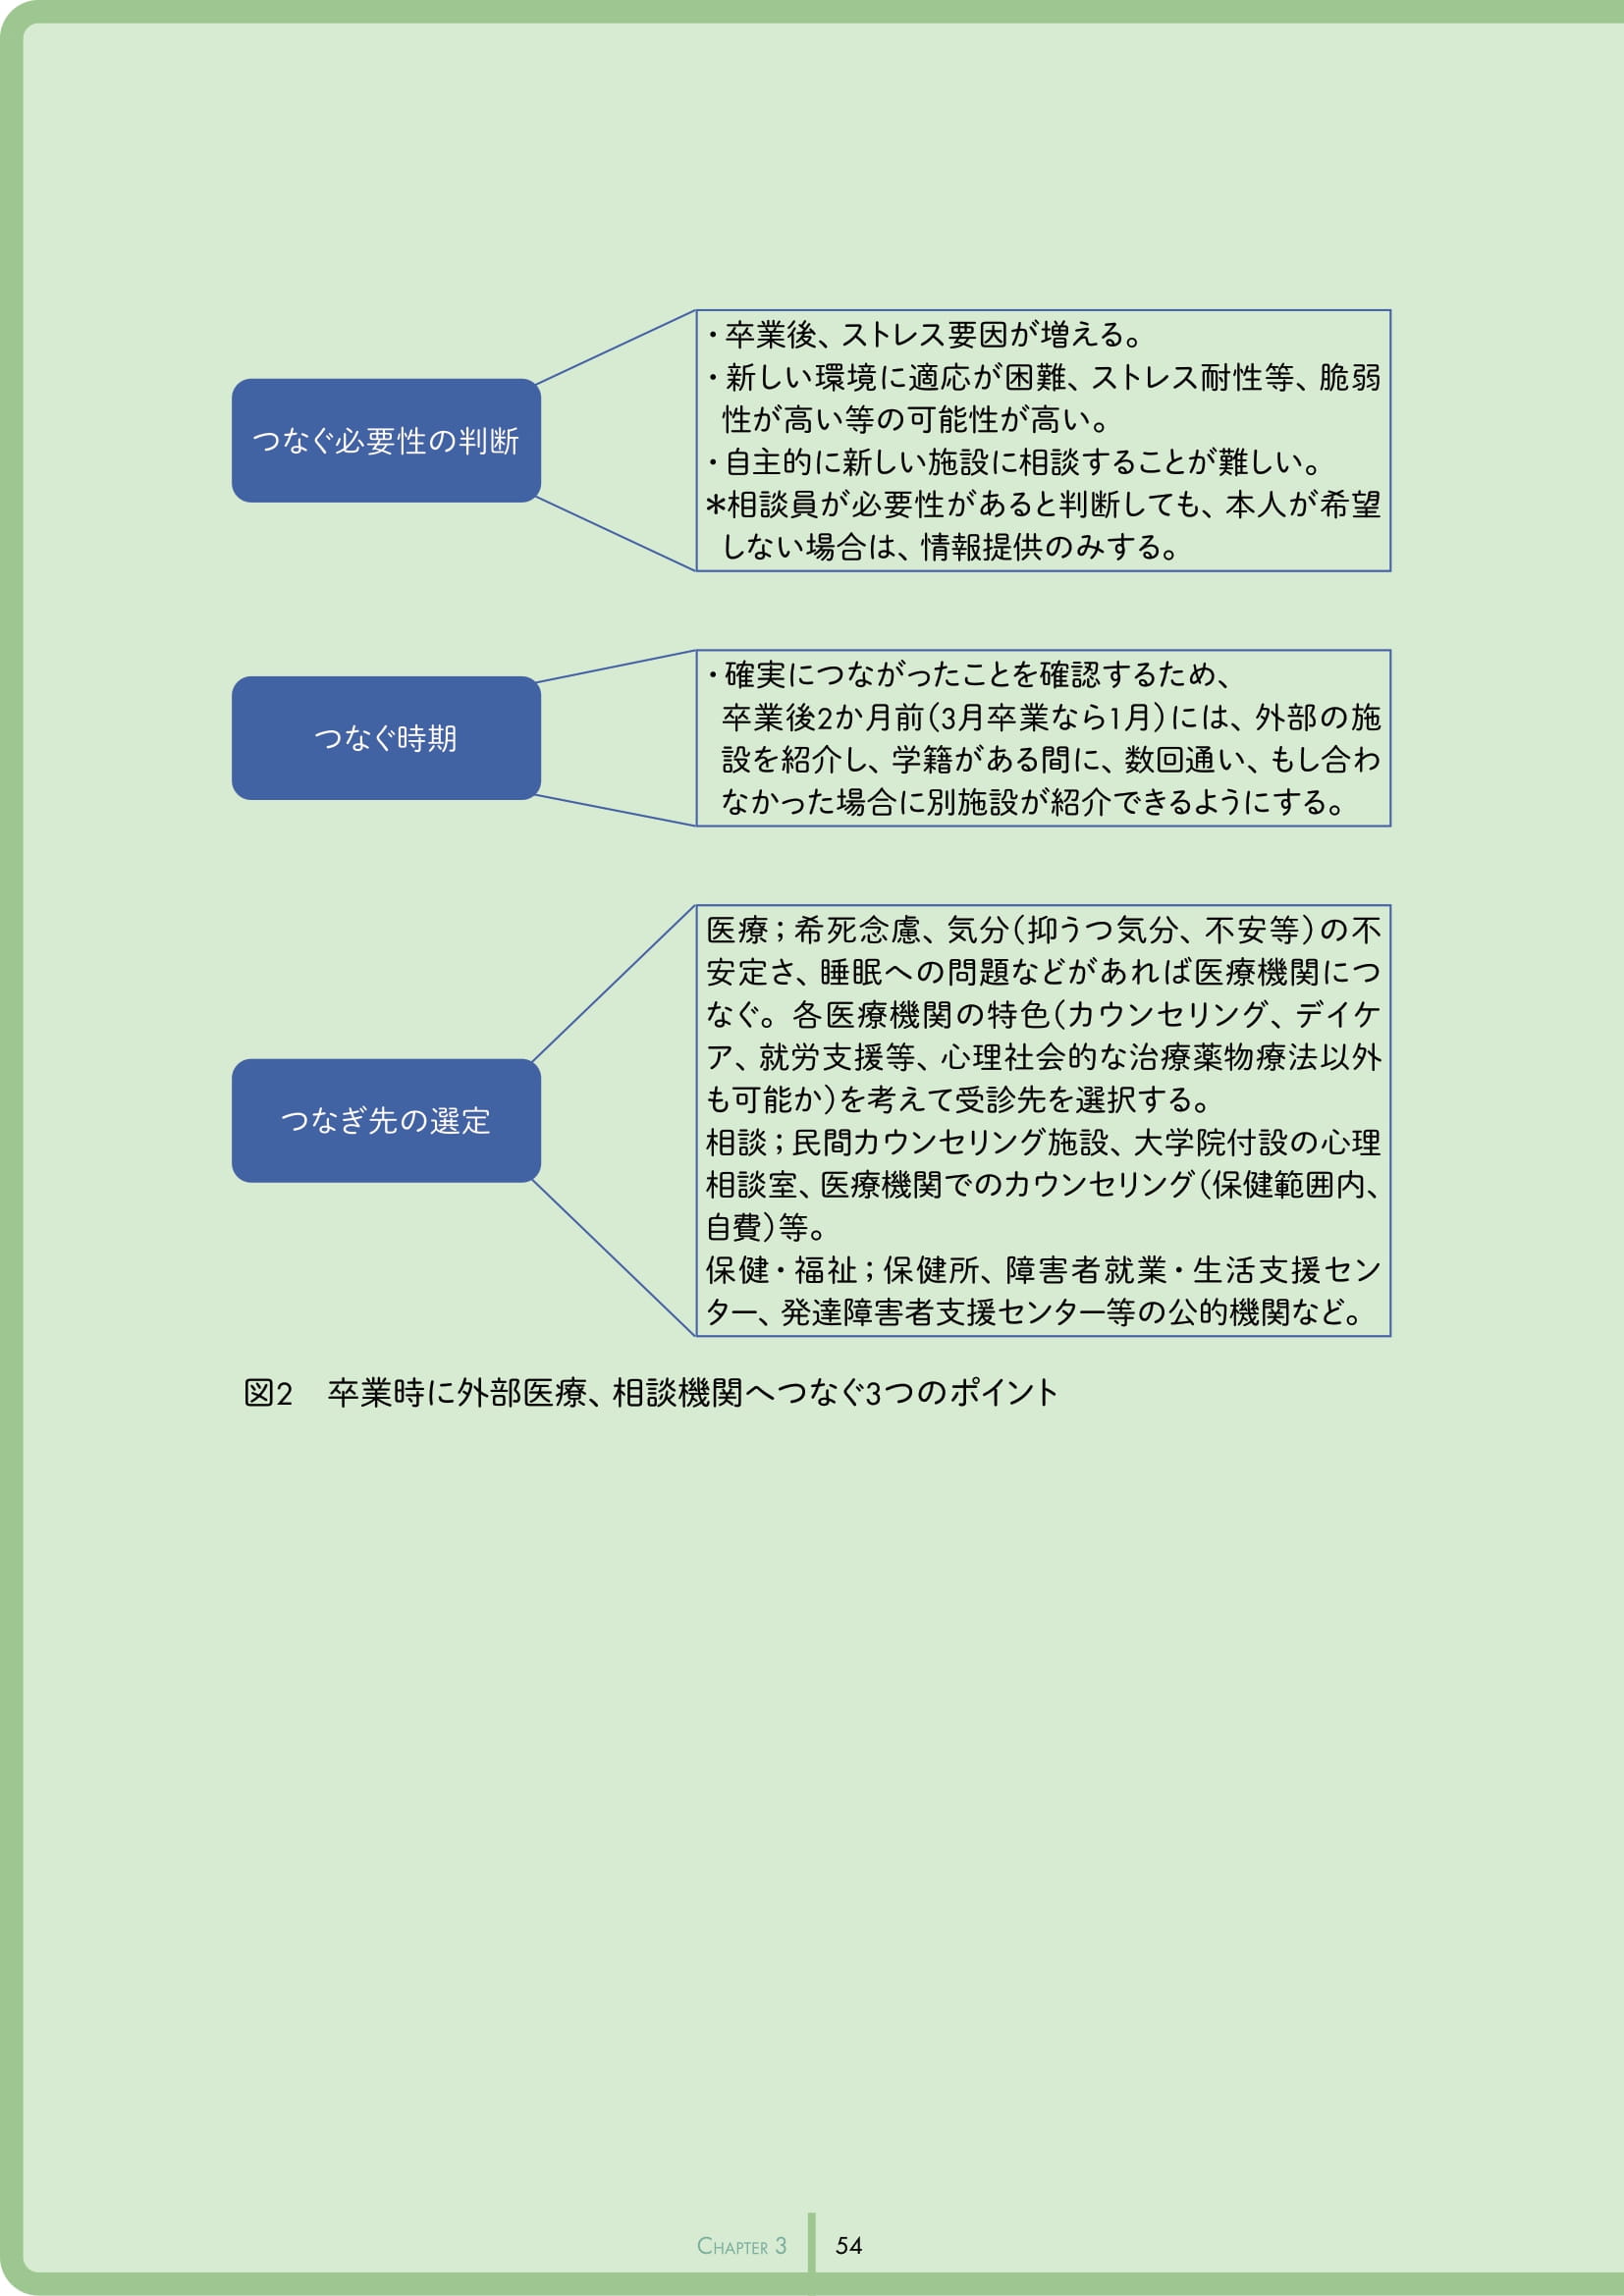 つなぐ必要性の判断
・卒業後、ストレス要因が増える。
・新しい環境に適応が困難、ストレス耐性等、脆弱
性が高い等の可能性が高い。
・自主的に新しい施設に相談することが難しい。
＊相談員が必要性があると判断しても、本人が希望
しない場合は、情報提供のみする。
つなぐ時期
・確実につながったことを確認するため、
卒業後2か月前（3月卒業なら1月）には、外部の施
設を紹介し、学籍がある間に、数回通い、もし合わ
なかった場合に別施設が紹介できるようにする。
つなぎ先の選定
医療；希死念慮、気分（抑うつ気分、不安等）の不
安定さ、睡眠への問題などがあれば医療機関につ
なぐ。各医療機関の特色（カウンセリング、デイケ
ア、就労支援等、心理社会的な治療薬物療法以外
も可能か）を考えて受診先を選択する。
相談；民間カウンセリング施設、大学院付設の心理
相談室、医療機関でのカウンセリング（保健範囲内、
自費）等。
保健・福祉；保健所、障害者就業・生活支援セン
ター、発達障害者支援センター等の公的機関など。
図2　卒業時に外部医療、相談機関へつなぐ3つのポイント
CHAPTER 3 54